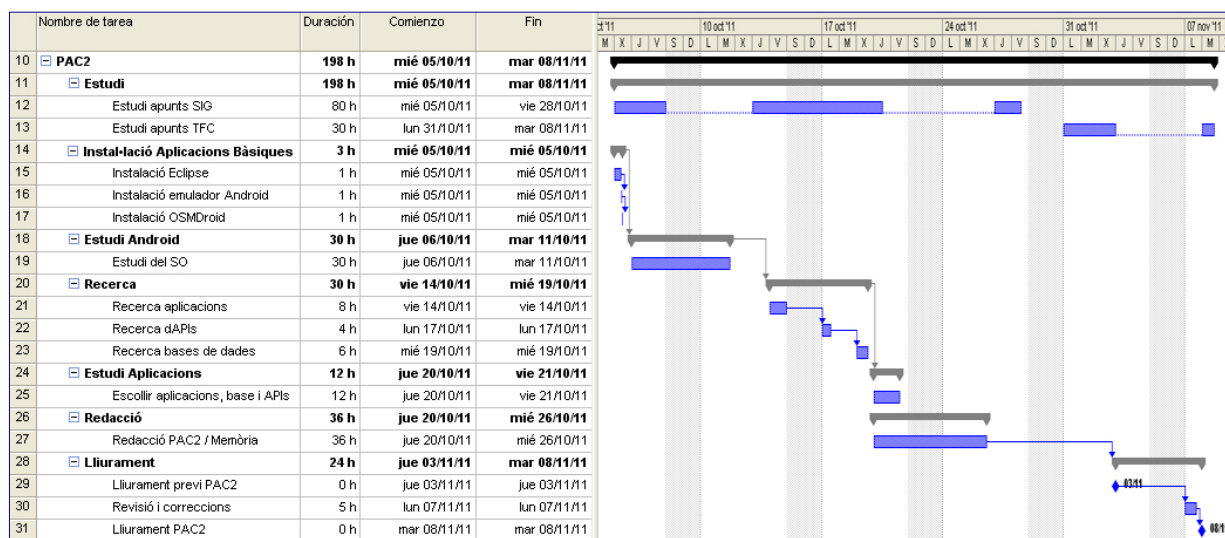 Nombre de tarea Duración Comienzo Fin
ct '11 10 oct '11 17 oct '11 24 oct '11 31 oct '11 07 nov '11
M X J V S D L M X J V S D L M X J V S D L M X J V S D L M X J V S D L M
10 PAC2 198 h mié 05/10/11 mar 08/11/11
11 Estudi 198 h mié 05/10/11 mar 08/11/11
12 Estudi apunts SIG 80 h mié 05/10/11 vie 28/10/11
13 Estudi apunts TFC 30 h lun 31/10/11 mar 08/11/11
14 Instal·lació Aplicacions Bàsiques 3 h mié 05/10/11 mié 05/10/11
15 Instalació Eclipse 1 h mié 05/10/11 mié 05/10/11
16 Instalació emulador Android 1 h mié 05/10/11 mié 05/10/11
17 Instalació OSMDroid 1 h mié 05/10/11 mié 05/10/11
18 Estudi Android 30 h jue 06/10/11 mar 11/10/11
19 Estudi del SO 30 h jue 06/10/11 mar 11/10/11
20 Recerca 30 h vie 14/10/11 mié 19/10/11
21 Recerca aplicacions 8 h vie 14/10/11 vie 14/10/11
22 Recerca dAPIs 4 h lun 17/10/11 lun 17/10/11
23 Recerca bases de dades 6 h mié 19/10/11 mié 19/10/11
24 Estudi Aplicacions 12 h jue 20/10/11 vie 21/10/11
25 Escollir aplicacions, base i APIs 12 h jue 20/10/11 vie 21/10/11
26 Redacció 36 h jue 20/10/11 mié 26/10/11
27 Redacció PAC2 / Memòria 36 h jue 20/10/11 mié 26/10/11
28 Lliurament 24 h jue 03/11/11 mar 08/11/11
29 Lliurament previ PAC2 0 h jue 03/11/11 jue 03/11/11 03/11
30 Revisió i correccions 5 h lun 07/11/11 lun 07/11/11
31 Lliurament PAC2 0 h mar 08/11/11 mar 08/11/11 08/1